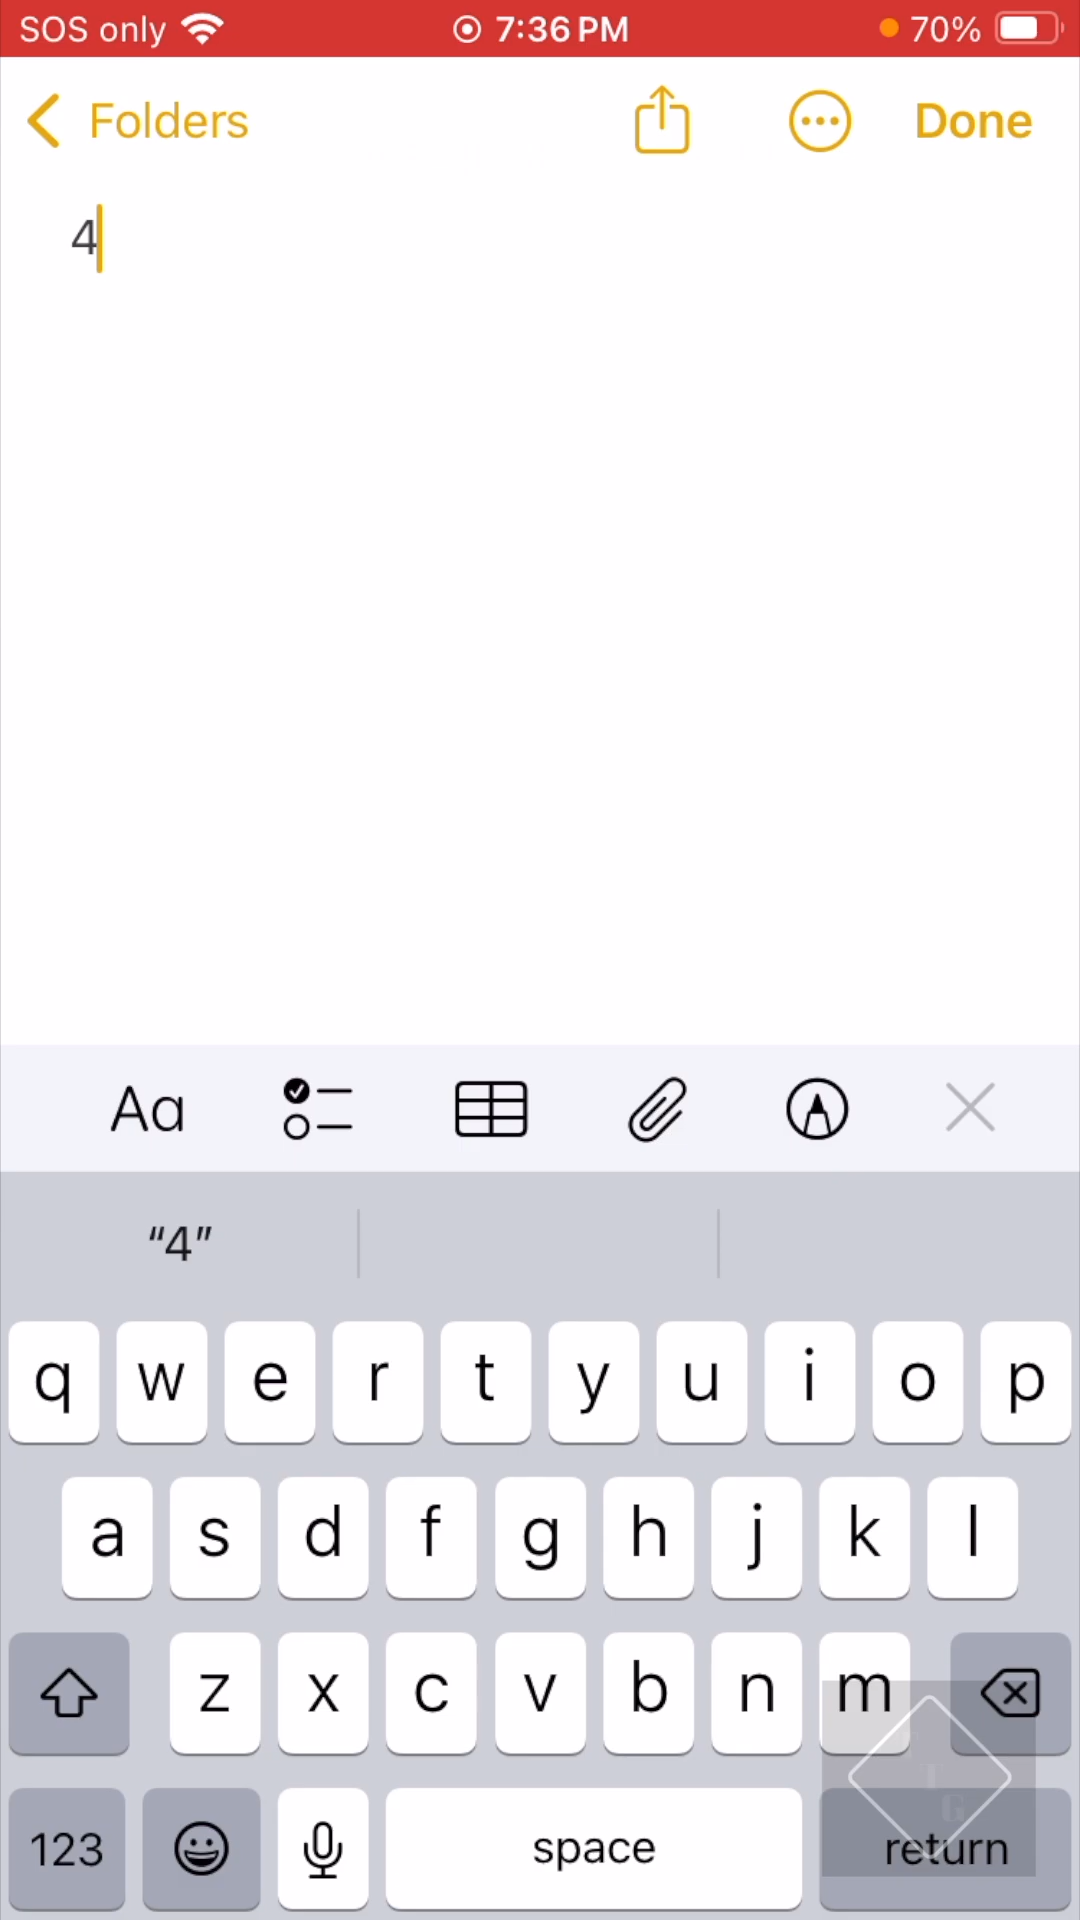 SOS only 7:36 PM 70%
Folders Done
4
Aa
“4”
q w e r t y u i o p
a s d f g h j k l
z x c v b n m
123 space return